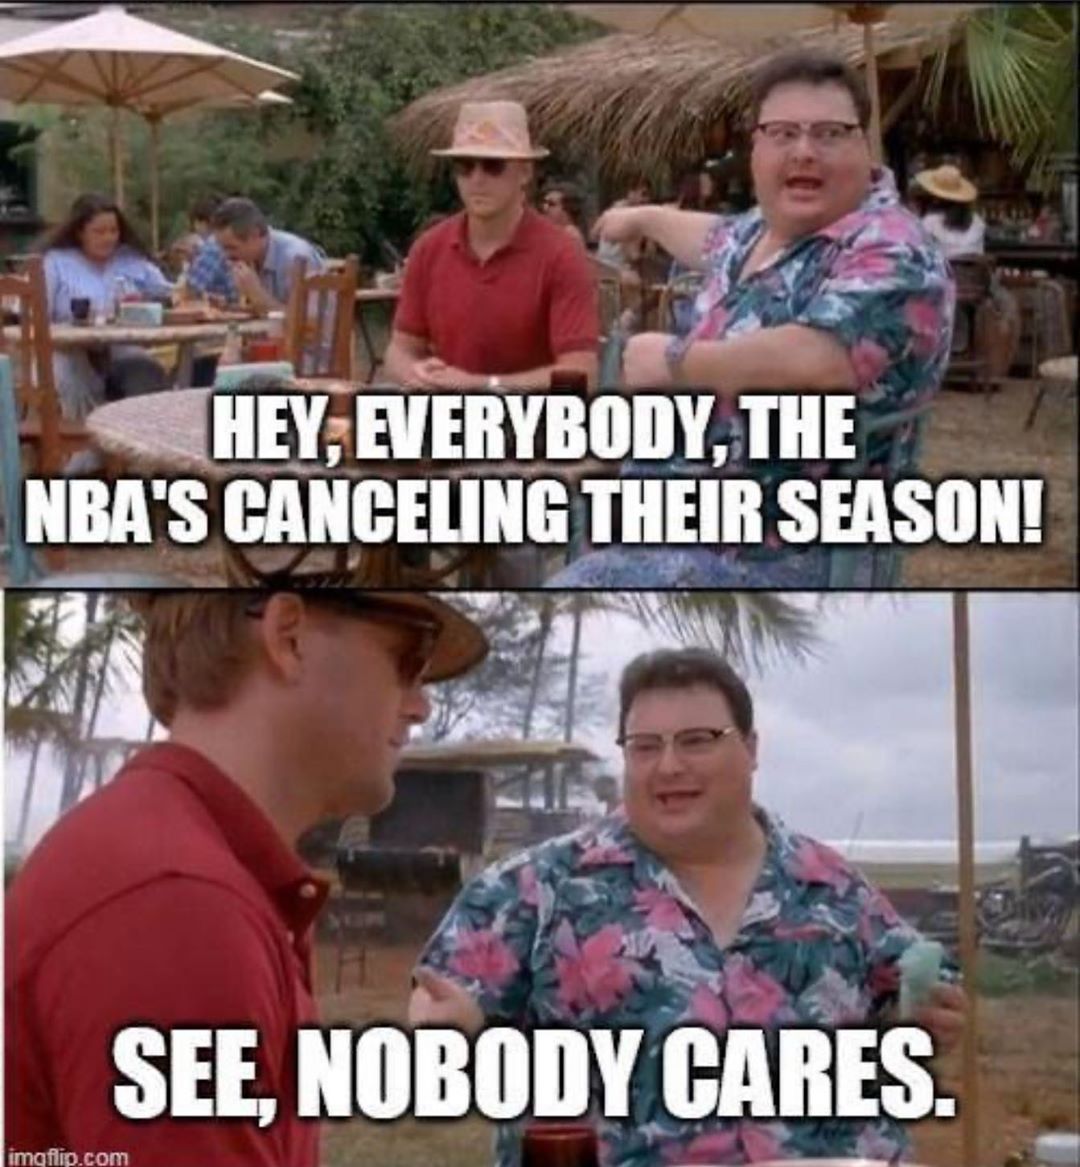 HEY, EVERYBODY, THE
NBA'S CANCELING THEIR SEASON!
SEE, NOBODY CARES.
imgflip.com